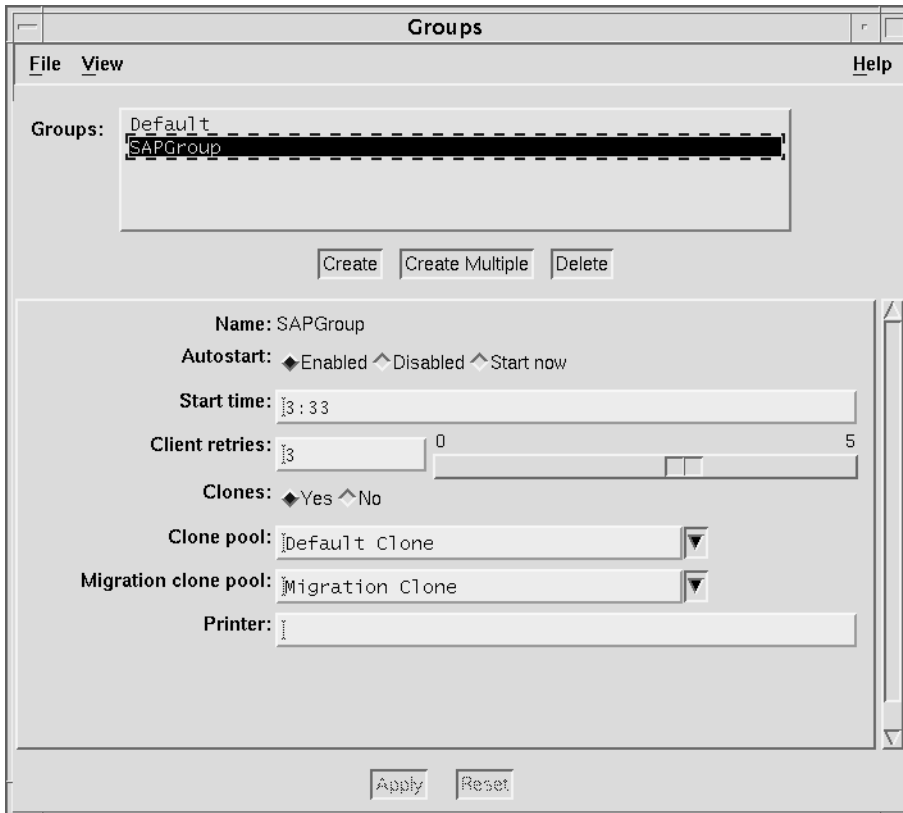 Groups
File View Help
Groups:
Default
SAPGroup
Create Create Multiple Delete
Name: SAPGroup
Autostart: Enabled Disabled Start now
Start time: 3:33
Client retries: 3 0 5
Clones: Yes No
Clone pool: Default Clone
Migration clone pool: Migration Clone
Printer:
Apply Reset